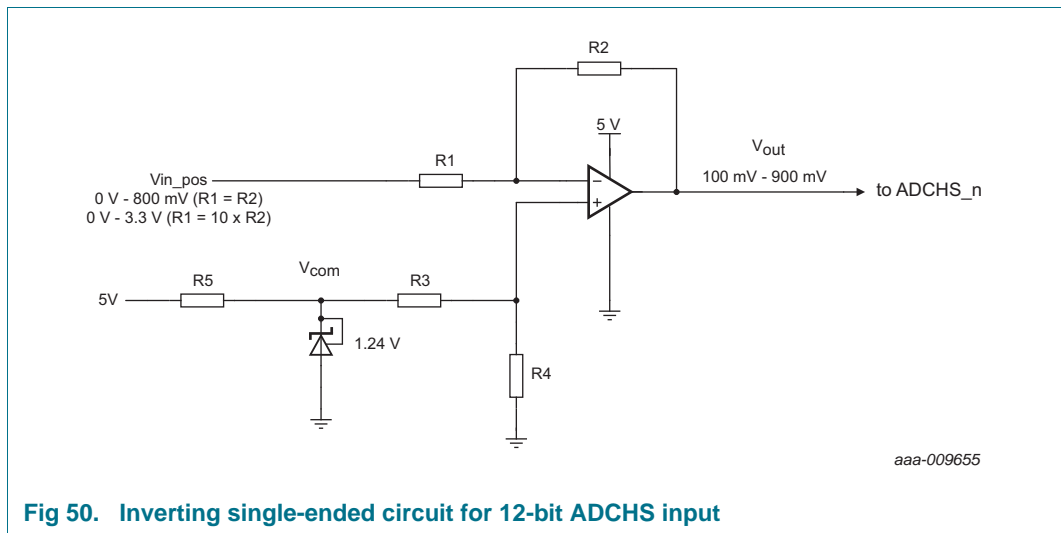 R2
5 V
R1
Vout
Vin_pos
−
100 mV - 900 mV
to ADCHS_n
0 V - 800 mV (R1 = R2)
+
0 V - 3.3 V (R1 = 10 x R2)
Vcom
R5
R3
5V
1.24 V
R4
aaa-009655
Fig 50. Inverting single-ended circuit for 12-bit ADCHS input